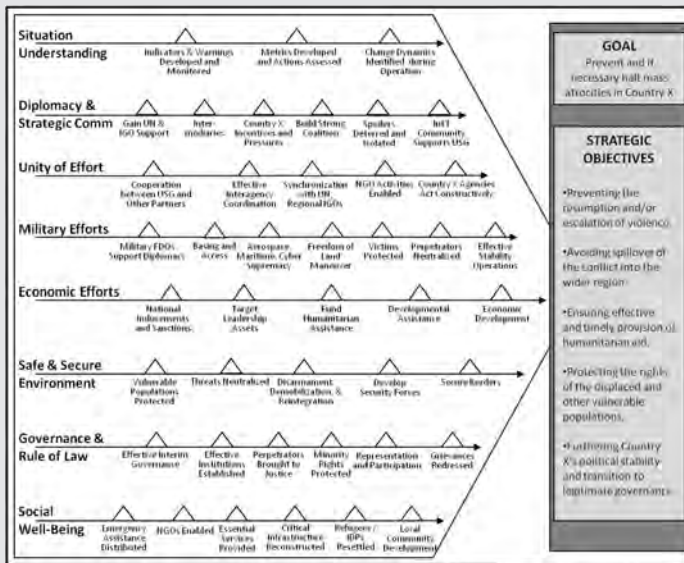 Situation
Understanding
Indicators & Warnings
Developed and
Monitored
Metrics Developed
and Actions Assessed
Change Dynamics
Identified during
Operation
Diplomacy &
Strategic Comm
Gain UN &
IGO Support
Inter-
mediaries
Country X
Incentives and
Pressures
Build Strong
Coalition
Spoilers
Deterred and
Isolated
Int'l
Community
Supports USG
Unity of Effort
Cooperation
between USG and
Other Partners
Effective
Interagency
Coordination
Synchronization
with UN,
Regional IGOs
NGO Activities
Enabled
Country X Agencies
Act Constructively
Military Efforts
Military FDOs
Support Diplomacy
Basing and
Access
Aerospace,
Maritime, Cyber
Supremacy
Freedom of
Land
Maneuver
Victims
Protected
Perpetrators
Neutralized
Effective
Stability
Operations
Economic Efforts
National
Inducements
and Sanctions
Target
Leadership
Assets
Fund
Humanitarian
Assistance
Developmental
Assistance
Economic
Development
Safe & Secure
Environment
Vulnerable
Populations
Protected
Threats Neutralized
Disarmament,
Demobilization, &
Reintegration
Develop
Security Forces
Secure Borders
Governance &
Rule of Law
Effective Interim
Governance
Effective
Institutions
Established
Perpetrators
Brought to
Justice
Minority
Rights
Protected
Representation
and Participation
Grievances
Redressed
Social
Well-Being
Emergency
Assistance
Distributed
NGOs Enabled
Essential
Services
Provided
Critical
Infrastructure
Reconstructed
Refugees /
IDPs
Resettled
Local
Community
Development
GOAL
Prevent and if
necessary halt mass
atrocities in Country X
STRATEGIC
OBJECTIVES
•Preventing the
resumption and/or
escalation of violence.
•Avoiding spillover of
the conflict into the
wider region.
•Ensuring effective
and timely provision of
humanitarian aid.
•Protecting the rights
of the displaced and
other vulnerable
populations.
•Furthering Country
X's political stability
and transition to
legitimate governance.